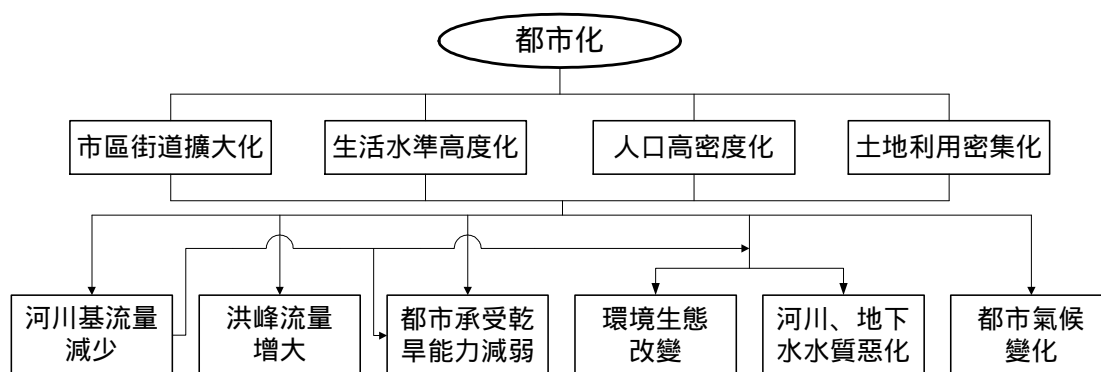 都市化
市區街道擴大化
生活水準高度化
人口高密度化
土地利用密集化
河川基流量
減少
洪峰流量
增大
都市承受乾
旱能力減弱
環境生態
改變
河川、地下
水水質惡化
都市氣候
變化